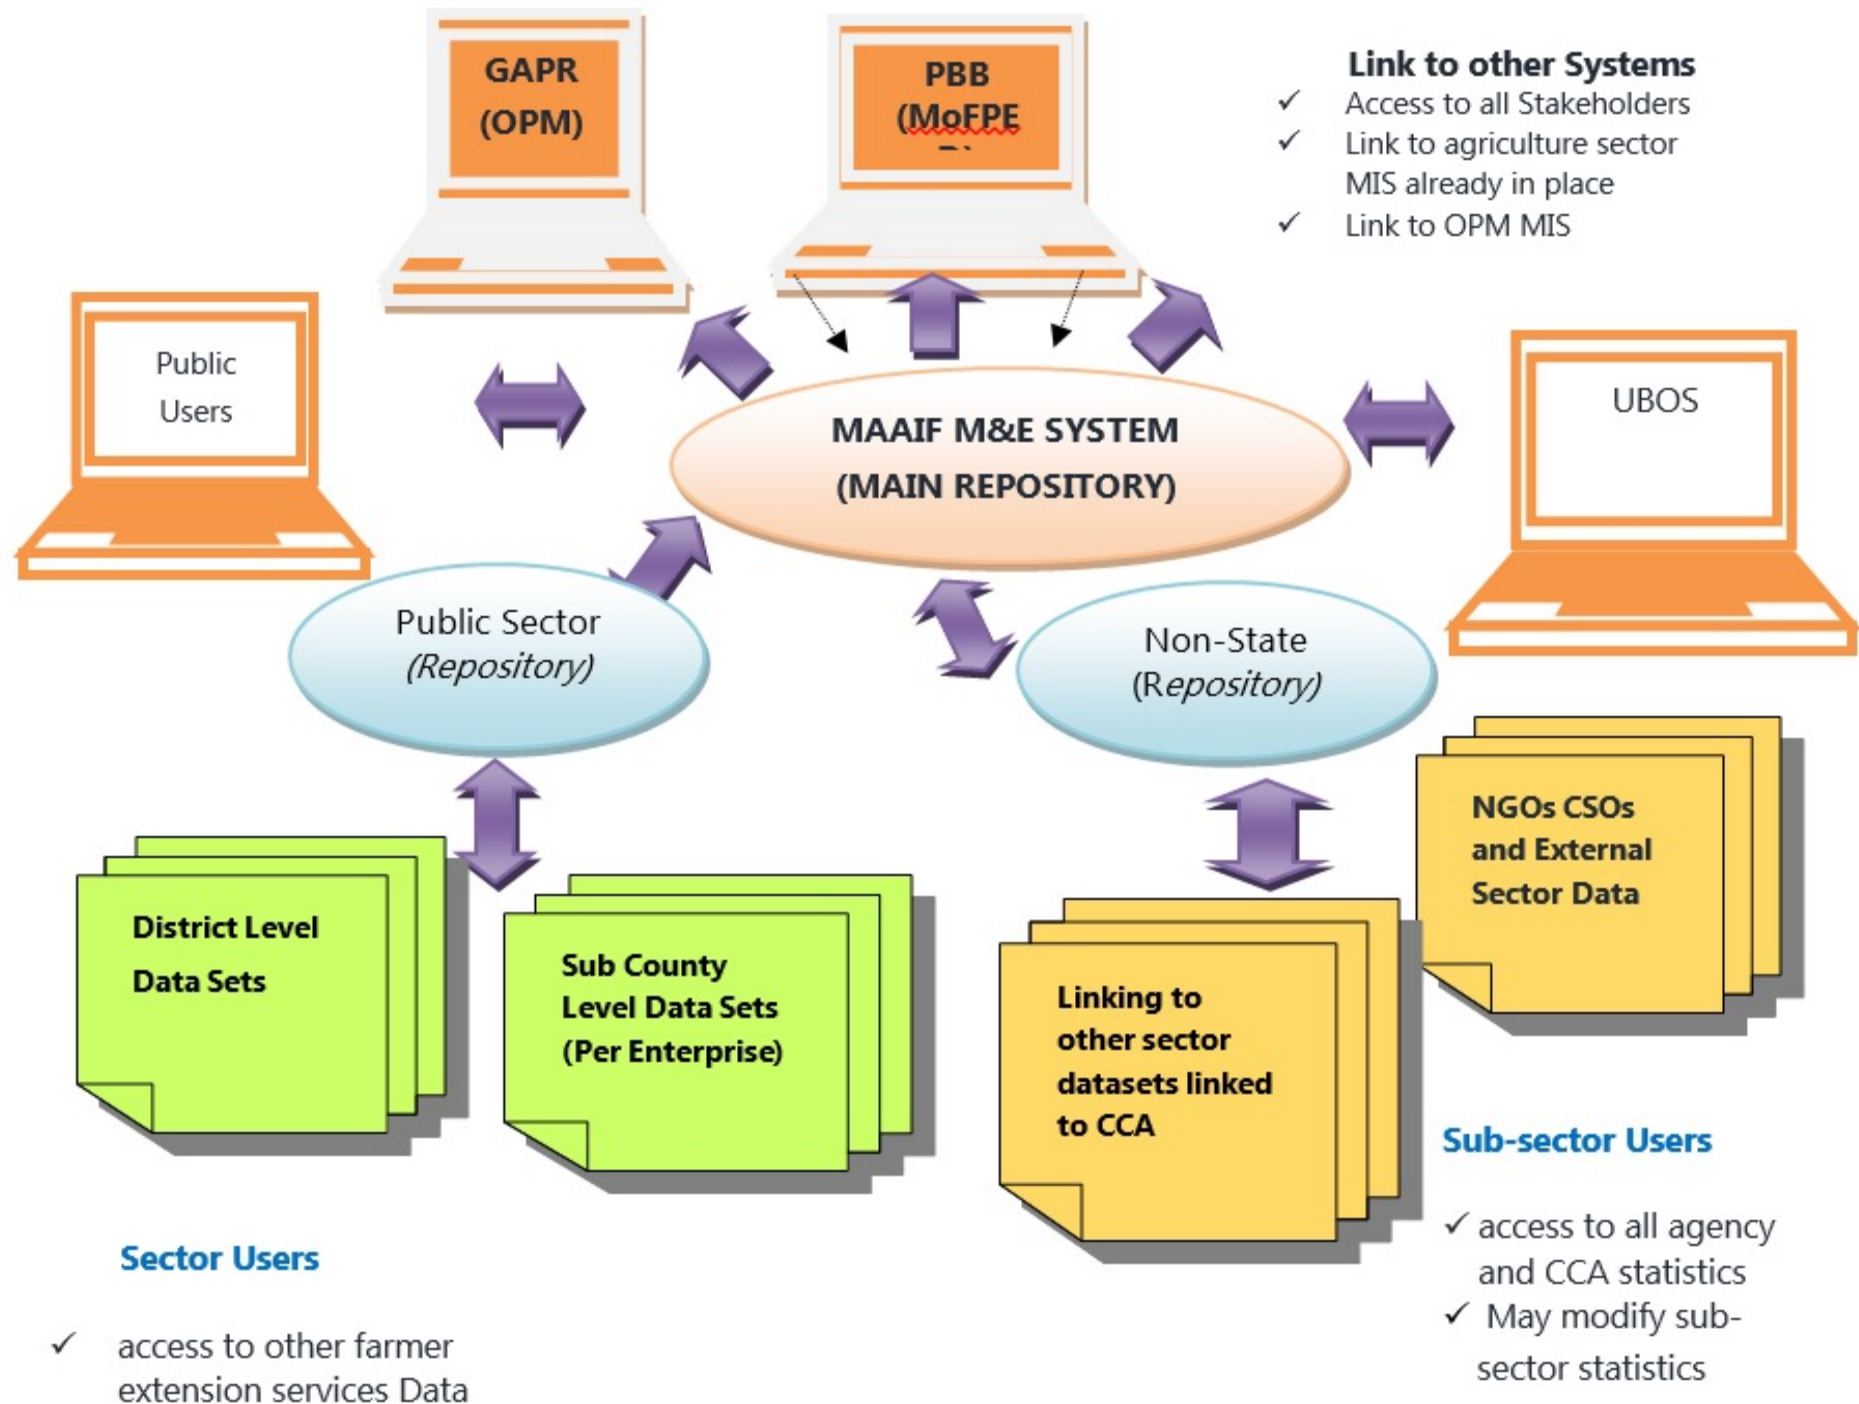 GAPR
(OPM)
PBB
(MoFPE
Link to other Systems
✓ Access to all Stakeholders
✓ Link to agriculture sector
MIS already in place
✓ Link to OPM MIS
Public
Users
UBOS
MAAIF M&E SYSTEM
(MAIN REPOSITORY)
Public Sector
(Repository)
Non-State
(Repository)
NGOs CSOs
and External
Sector Data
District Level
Data Sets
Sub County
Level Data Sets
(Per Enterprise)
Linking to
other sector
datasets linked
to CCA
Sub-sector Users
✓ access to all agency
and CCA statistics
✓ May modify sub-
sector statistics
Sector Users
✓ access to other farmer
extension services Data